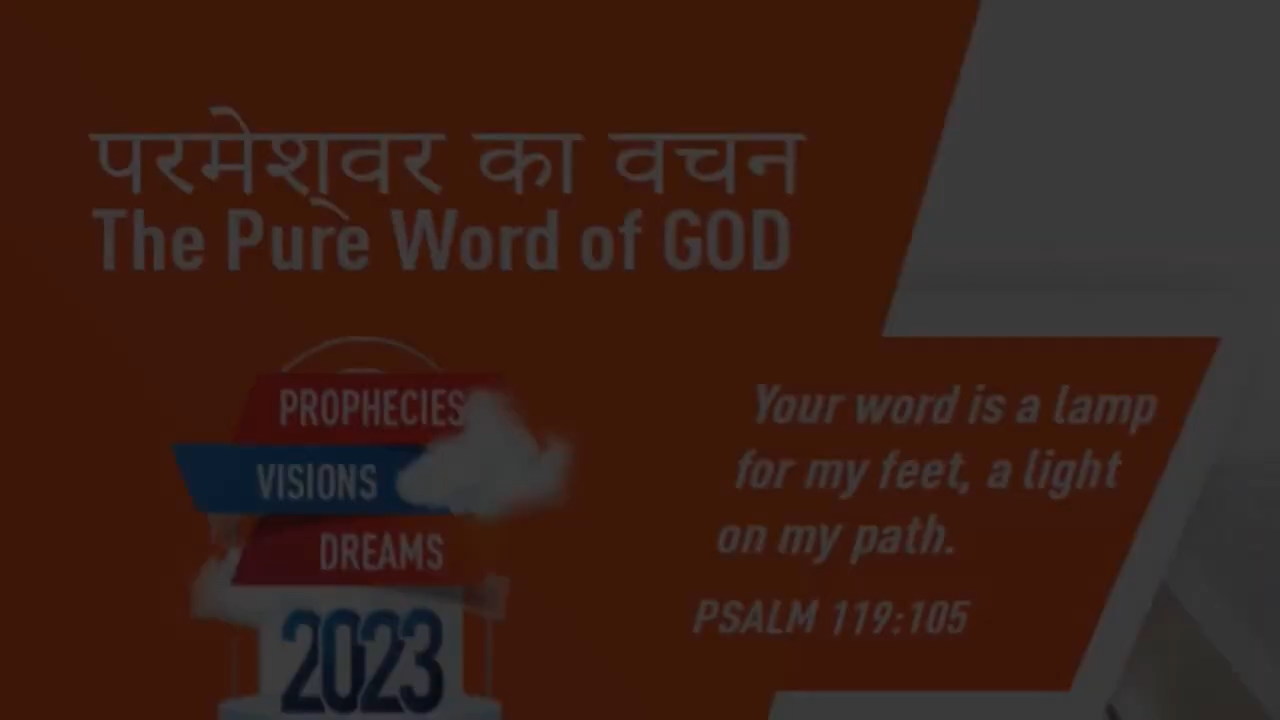 परमेश्वर का वचन
The Pure Word of GOD
PROPHECIES
VISIONS
DREAMS
2023
Your word is a lamp
for my feet, a light
on my path.
PSALM 119:105